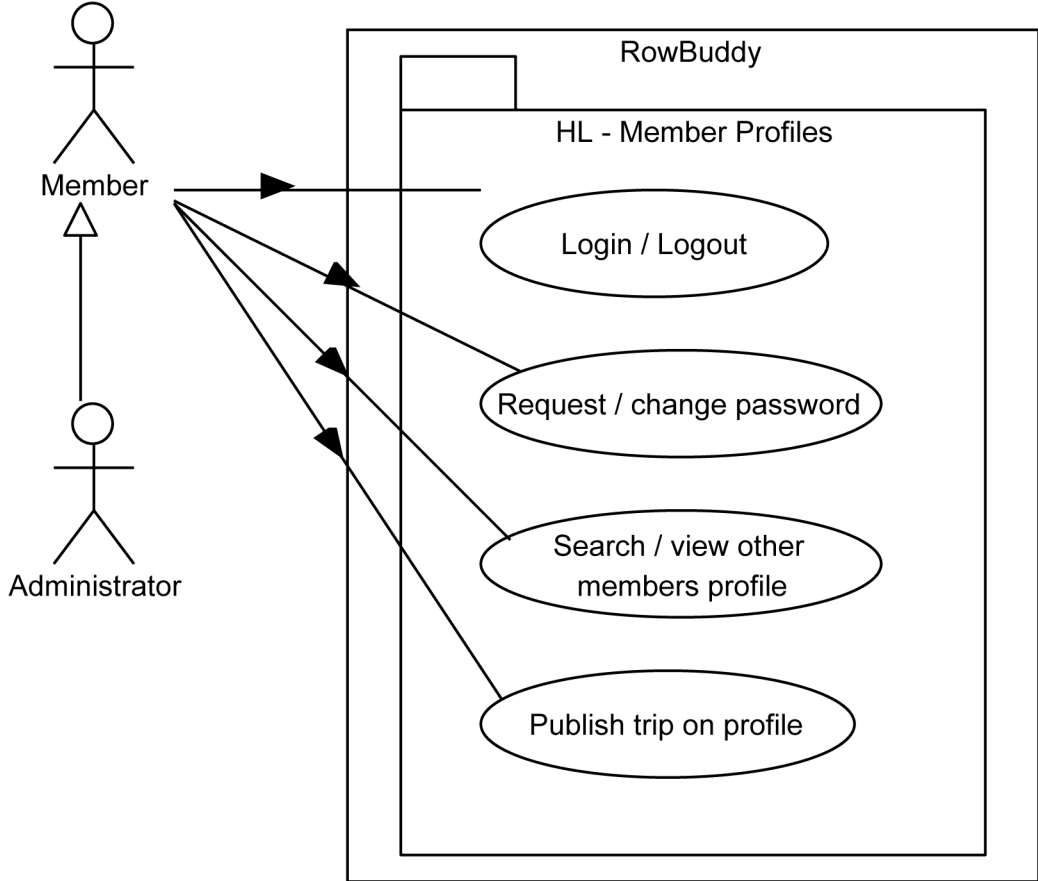 RowBuddy
HL - Member Profiles
Member
Login / Logout
Request / change password
Search / view other
members profile
Administrator
Publish trip on profile